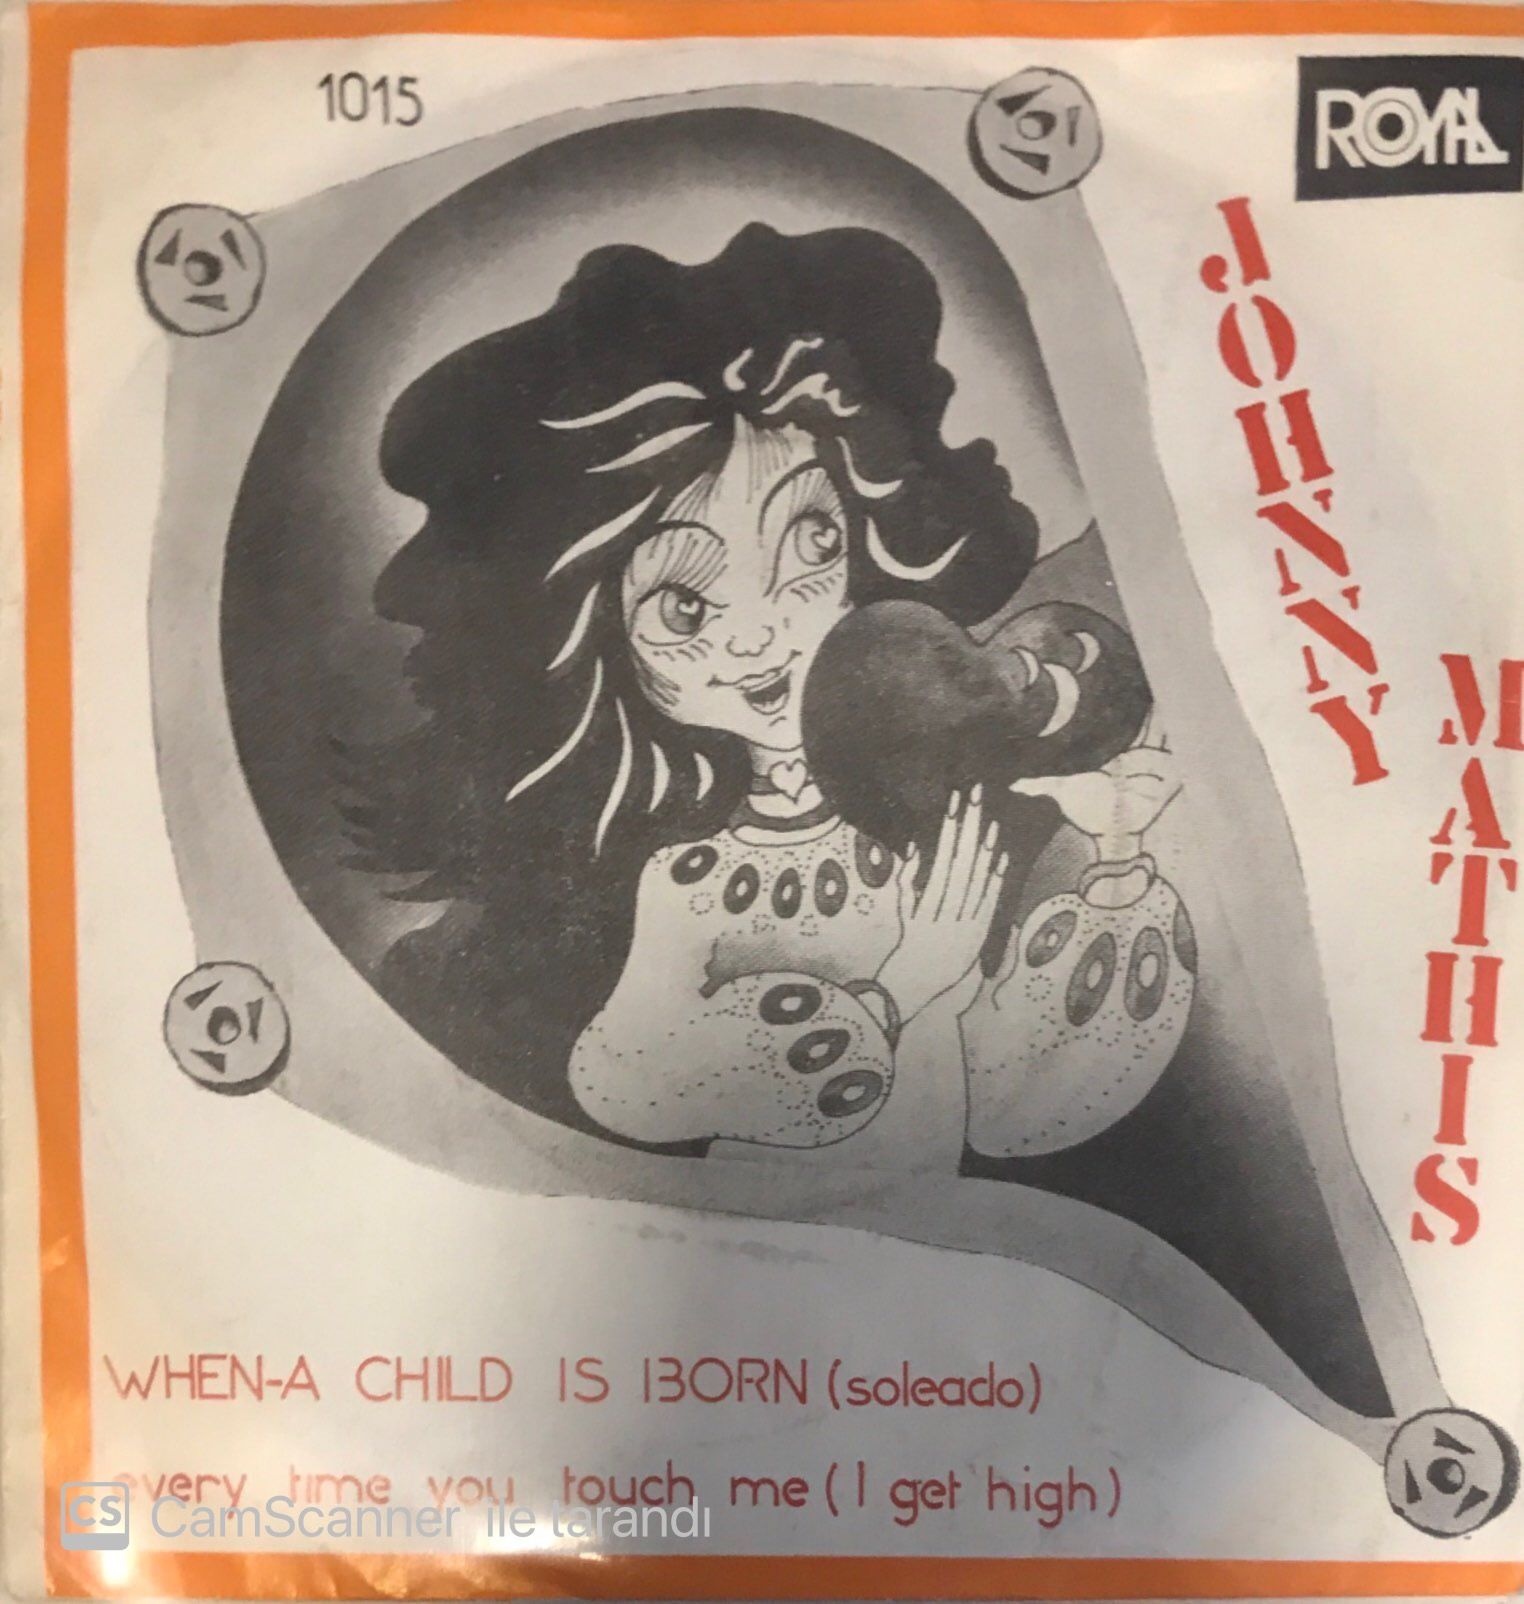 1015
ROYAL
JOHNNY
MATHIS
WHEN-A CHILD IS BORN (soleado)
every time you touch me (I get high)
CS CamScanner ile tarandı